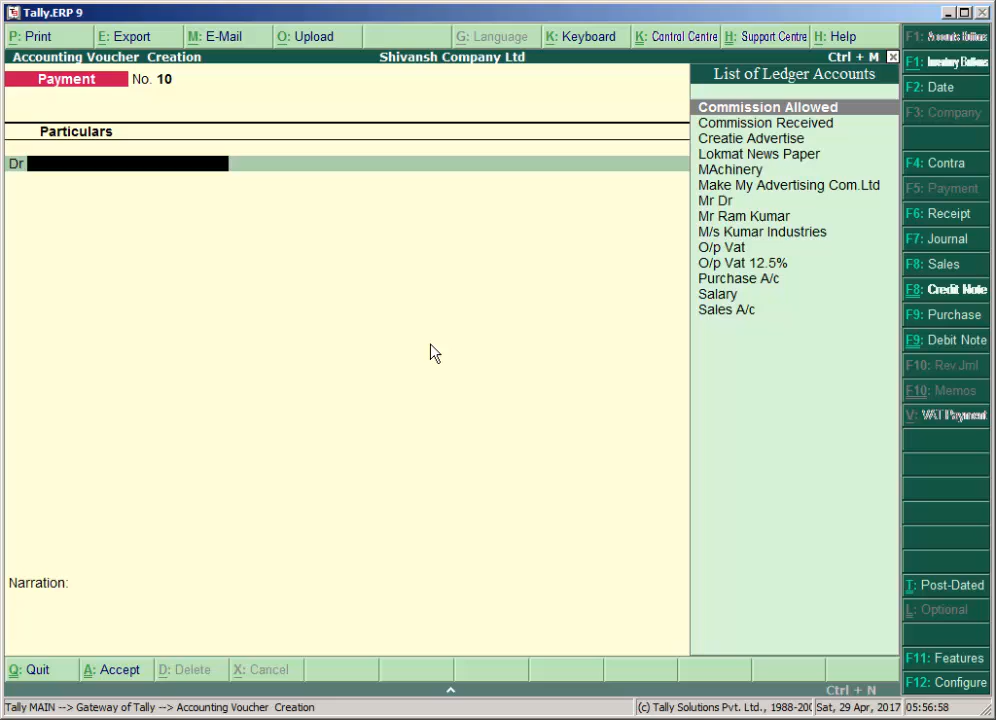 Tally.ERP 9
P: Print
E: Export
M: E-Mail
O: Upload
G: Language
K: Keyboard
K: Control Centre
H: Support Centre
H: Help
Accounting Voucher Creation
Shivansh Company Ltd
Ctrl + M
Payment No. 10
Particulars
Dr
Narration:
List of Ledger Accounts
Commission Allowed
Commission Received
Creatie Advertise
Lokmat News Paper
MAchinery
Make My Advertising Com.Ltd
Mr Dr
Mr Ram Kumar
M/s Kumar Industries
O/p Vat
O/p Vat 12.5%
Purchase A/c
Salary
Sales A/c
F1: Accounts Buttons
F1: Inventory Buttons
F2: Date
F3: Company
F4: Contra
F5: Payment
F6: Receipt
F7: Journal
F8: Sales
F8: Credit Note
F9: Purchase
F9: Debit Note
F10: Rev Jrnl
F10: Memos
V: VAT Payment
T: Post-Dated
L: Optional
F11: Features
F12: Configure
Q: Quit
A: Accept
D: Delete
X: Cancel
Ctrl + N
Tally MAIN --> Gateway of Tally --> Accounting Voucher Creation
(c) Tally Solutions Pvt. Ltd., 1988-200
Sat, 29 Apr, 2017
05:56:58